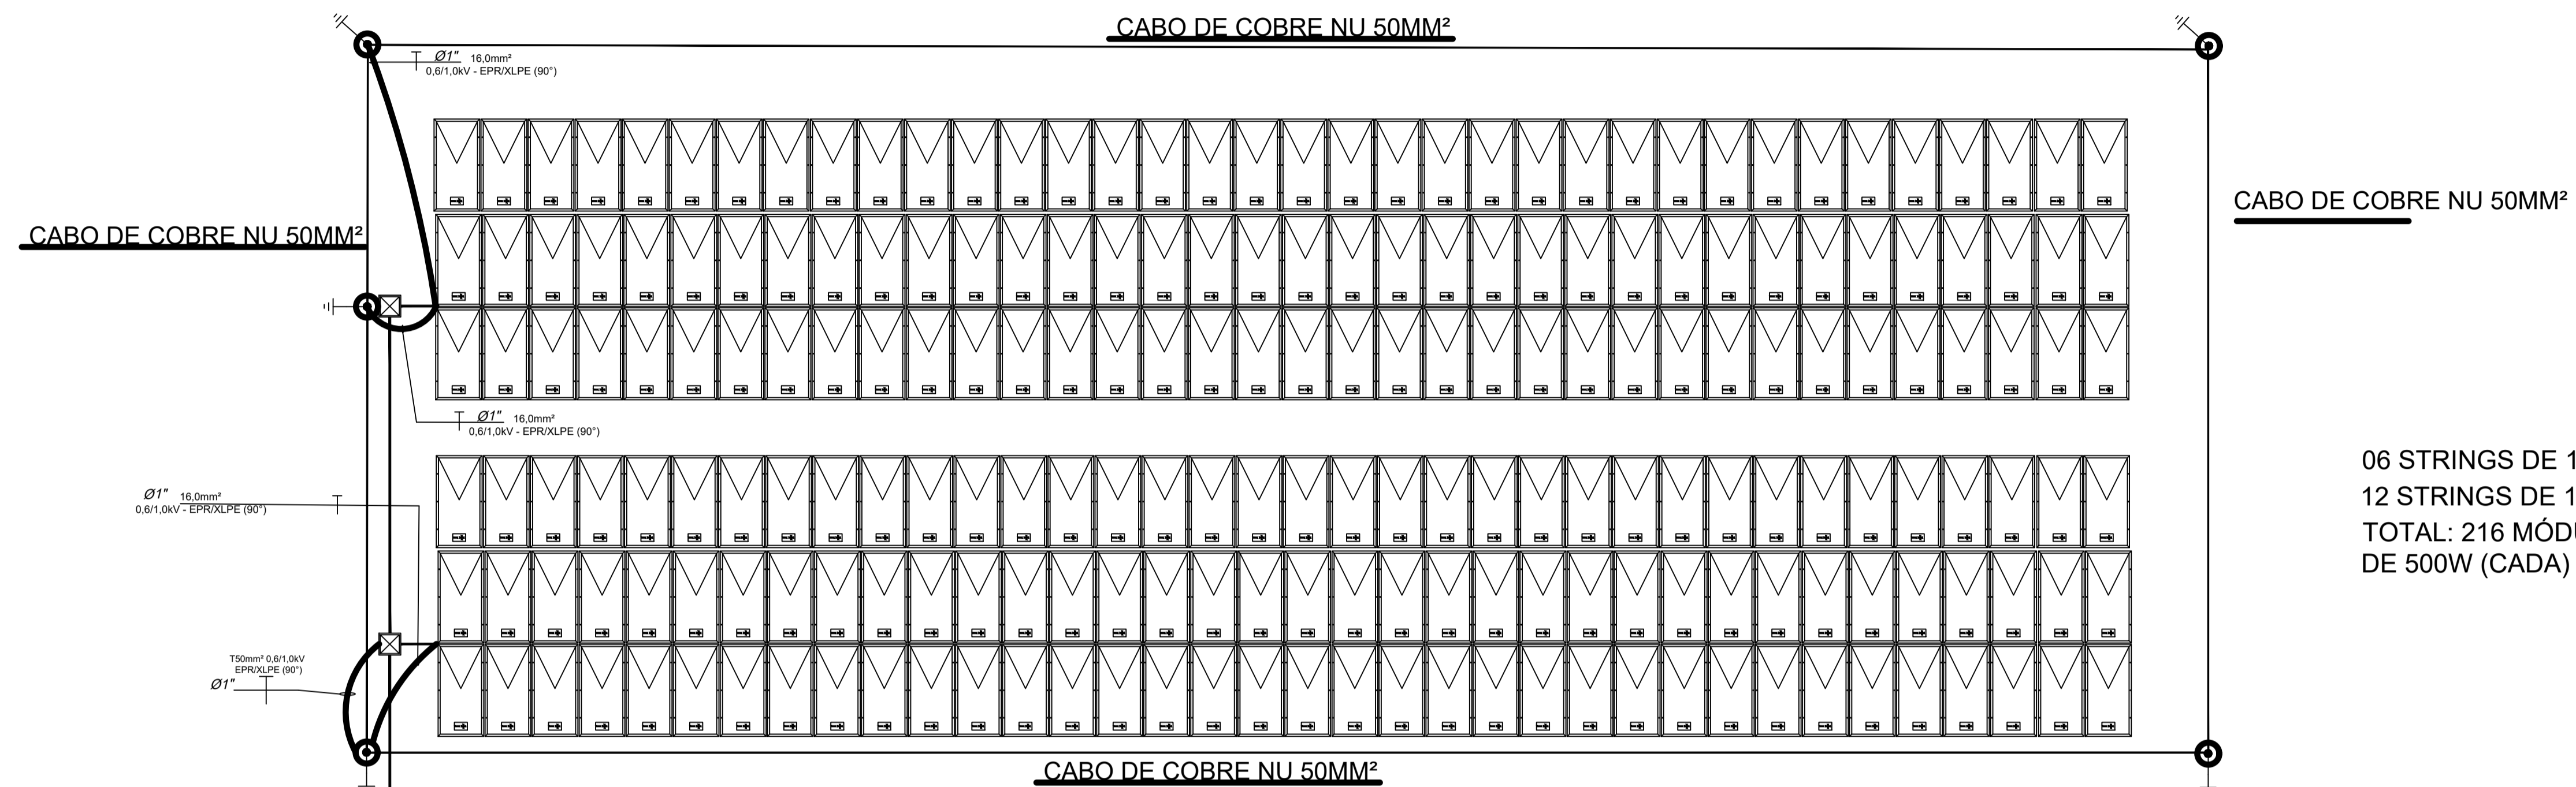 CABO DE COBRE NU 50MM²
Ø1" 16,0mm²
0,6/1,0kV - EPR/XLPE (90°)
CABO DE COBRE NU 50MM²
CABO DE COBRE NU 50MM²
Ø1" 16,0mm²
0,6/1,0kV - EPR/XLPE (90°)
Ø1" 16,0mm²
0,6/1,0kV - EPR/XLPE (90°)
06 STRINGS DE 1
12 STRINGS DE 1
TOTAL: 216
DE 500W (CADA)
T50mm² 0,6/1,0kV
EPR/XLPE (90°)
Ø1"
CABO DE COBRE NU 50MM²